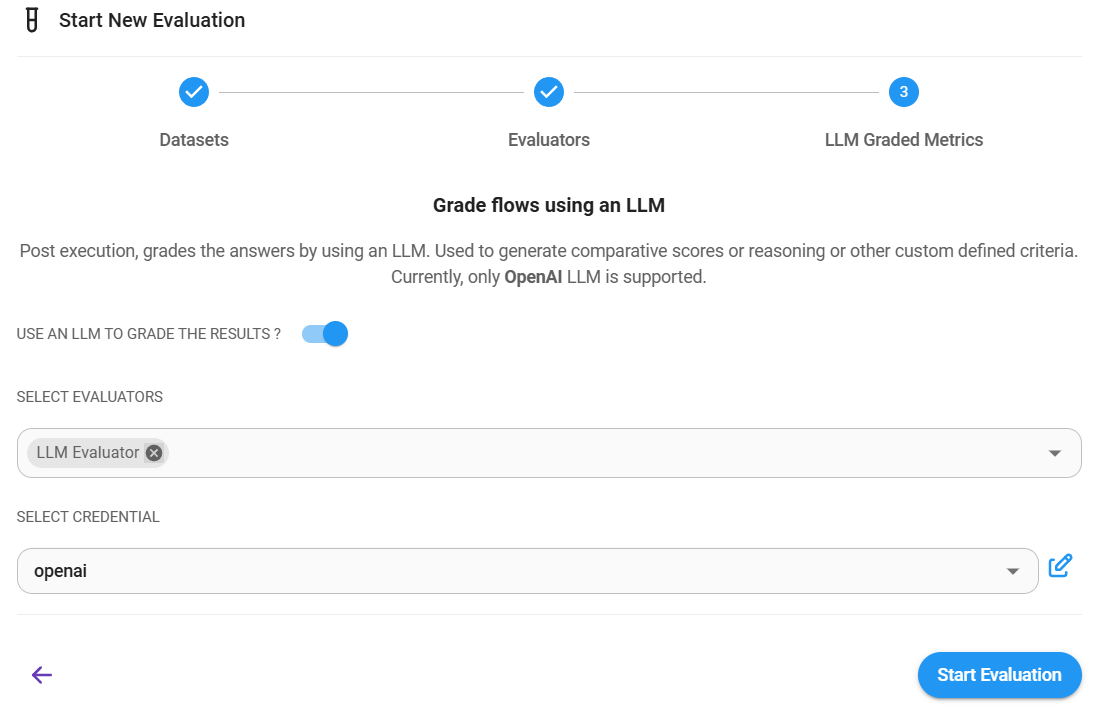 Start New Evaluation
3
Datasets
Evaluators
LLM Graded Metrics
Grade flows using an LLM
Post execution, grades the answers by using an LLM. Used to generate comparative scores or reasoning or other custom defined criteria.
Currently, only OpenAI LLM is supported.
USE AN LLM TO GRADE THE RESULTS ?
SELECT EVALUATORS
LLM Evaluator
SELECT CREDENTIAL
openai
Start Evaluation